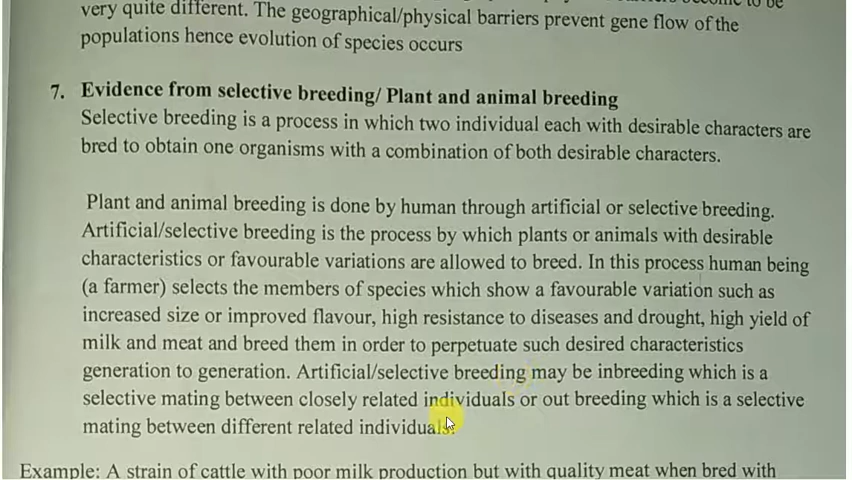 very quite different. The geographical/physical barriers prevent gene flow of the
populations hence evolution of species occurs
7. Evidence from selective breeding/ Plant and animal breeding
Selective breeding is a process in which two individual each with desirable characters are
bred to obtain one organisms with a combination of both desirable characters.
Plant and animal breeding is done by human through artificial or selective breeding.
Artificial/selective breeding is the process by which plants or animals with desirable
characteristics or favourable variations are allowed to breed. In this process human being
(a farmer) selects the members of species which show a favourable variation such as
increased size or improved flavour, high resistance to diseases and drought, high yield of
milk and meat and breed them in order to perpetuate such desired characteristics
generation to generation. Artificial/selective breeding may be inbreeding which is a
selective mating between closely related individuals or out breeding which is a selective
mating between different related individuals.
Example: A strain of cattle with poor milk production but with quality meat when bred with